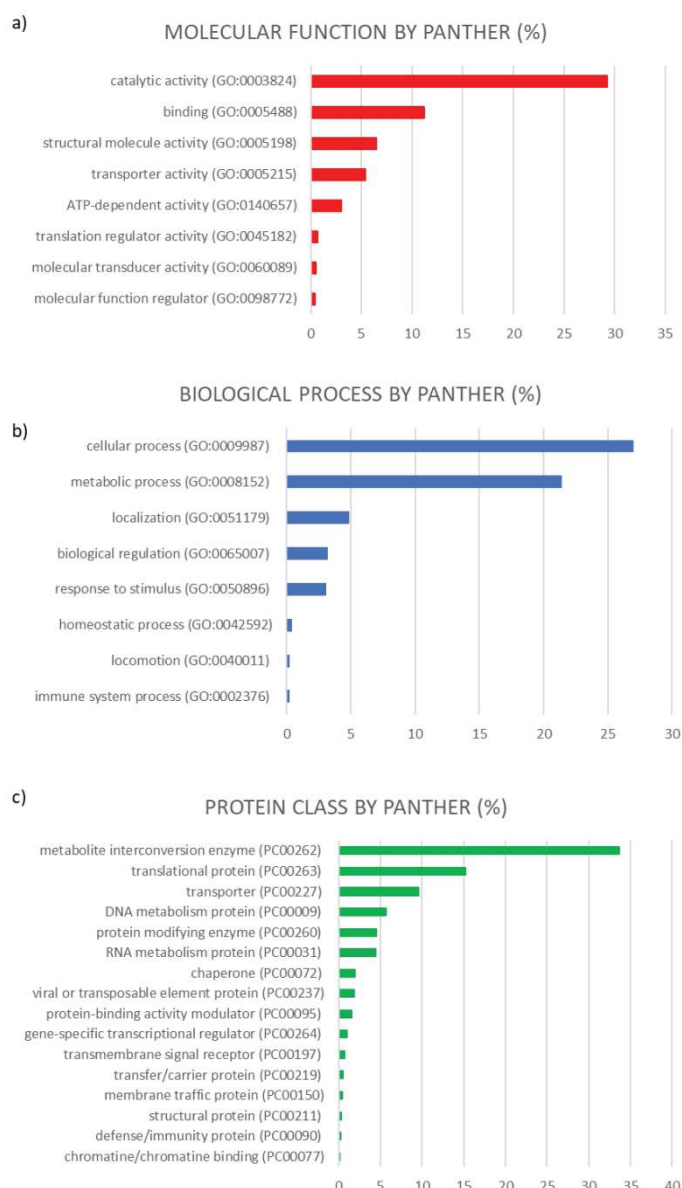 a)
MOLECULAR FUNCTION BY PANTHER (%)
catalytic activity (GO:0003824)
binding (GO:0005488)
structural molecule activity (GO:0005198)
transporter activity (GO:0005215)
ATP-dependent activity (GO:0140657)
translation regulator activity (GO:0045182)
molecular transducer activity (GO:0060089)
molecular function regulator (GO:0098772)
0 5 10 15 20 25 30 35
BIOLOGICAL PROCESS BY PANTHER (%)
b)
cellular process (GO:0009987)
metabolic process (GO:0008152)
localization (GO:0051179)
biological regulation (GO:0065007)
response to stimulus (GO:0050896)
homeostatic process (GO:0042592)
locomotion (GO:0040011)
immune system process (GO:0002376)
0 5 10 15 20 25 30
c)
PROTEIN CLASS BY PANTHER (%)
metabolite interconversion enzyme (PC00262)
translational protein (PC00263)
transporter (PC00227)
DNA metabolism protein (PC00009)
protein modifying enzyme (PC00260)
RNA metabolism protein (PC00031)
chaperone (PC00072)
viral or transposable element protein (PC00237)
protein-binding activity modulator (PC00095)
gene-specific transcriptional regulator (PC00264)
transmembrane signal receptor (PC00197)
transfer/carrier protein (PC00219)
membrane traffic protein (PC00150)
structural protein (PC00211)
defense/immunity protein (PC00090)
chromatine/chromatine binding (PC00077)
0 5 10 15 20 25 30 35 40